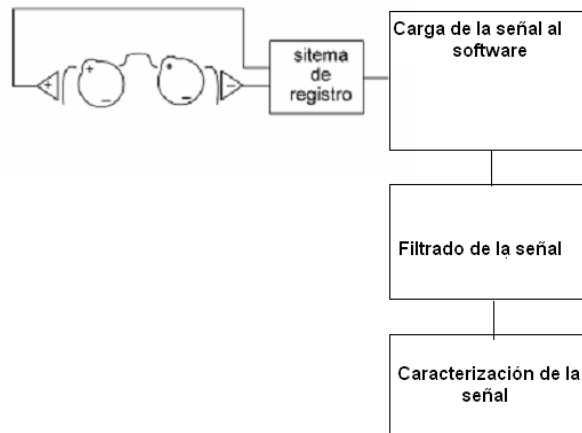 sitema
de
registro
Carga de la señal al
software
Filtrado de la señal
Caracterización de la
señal